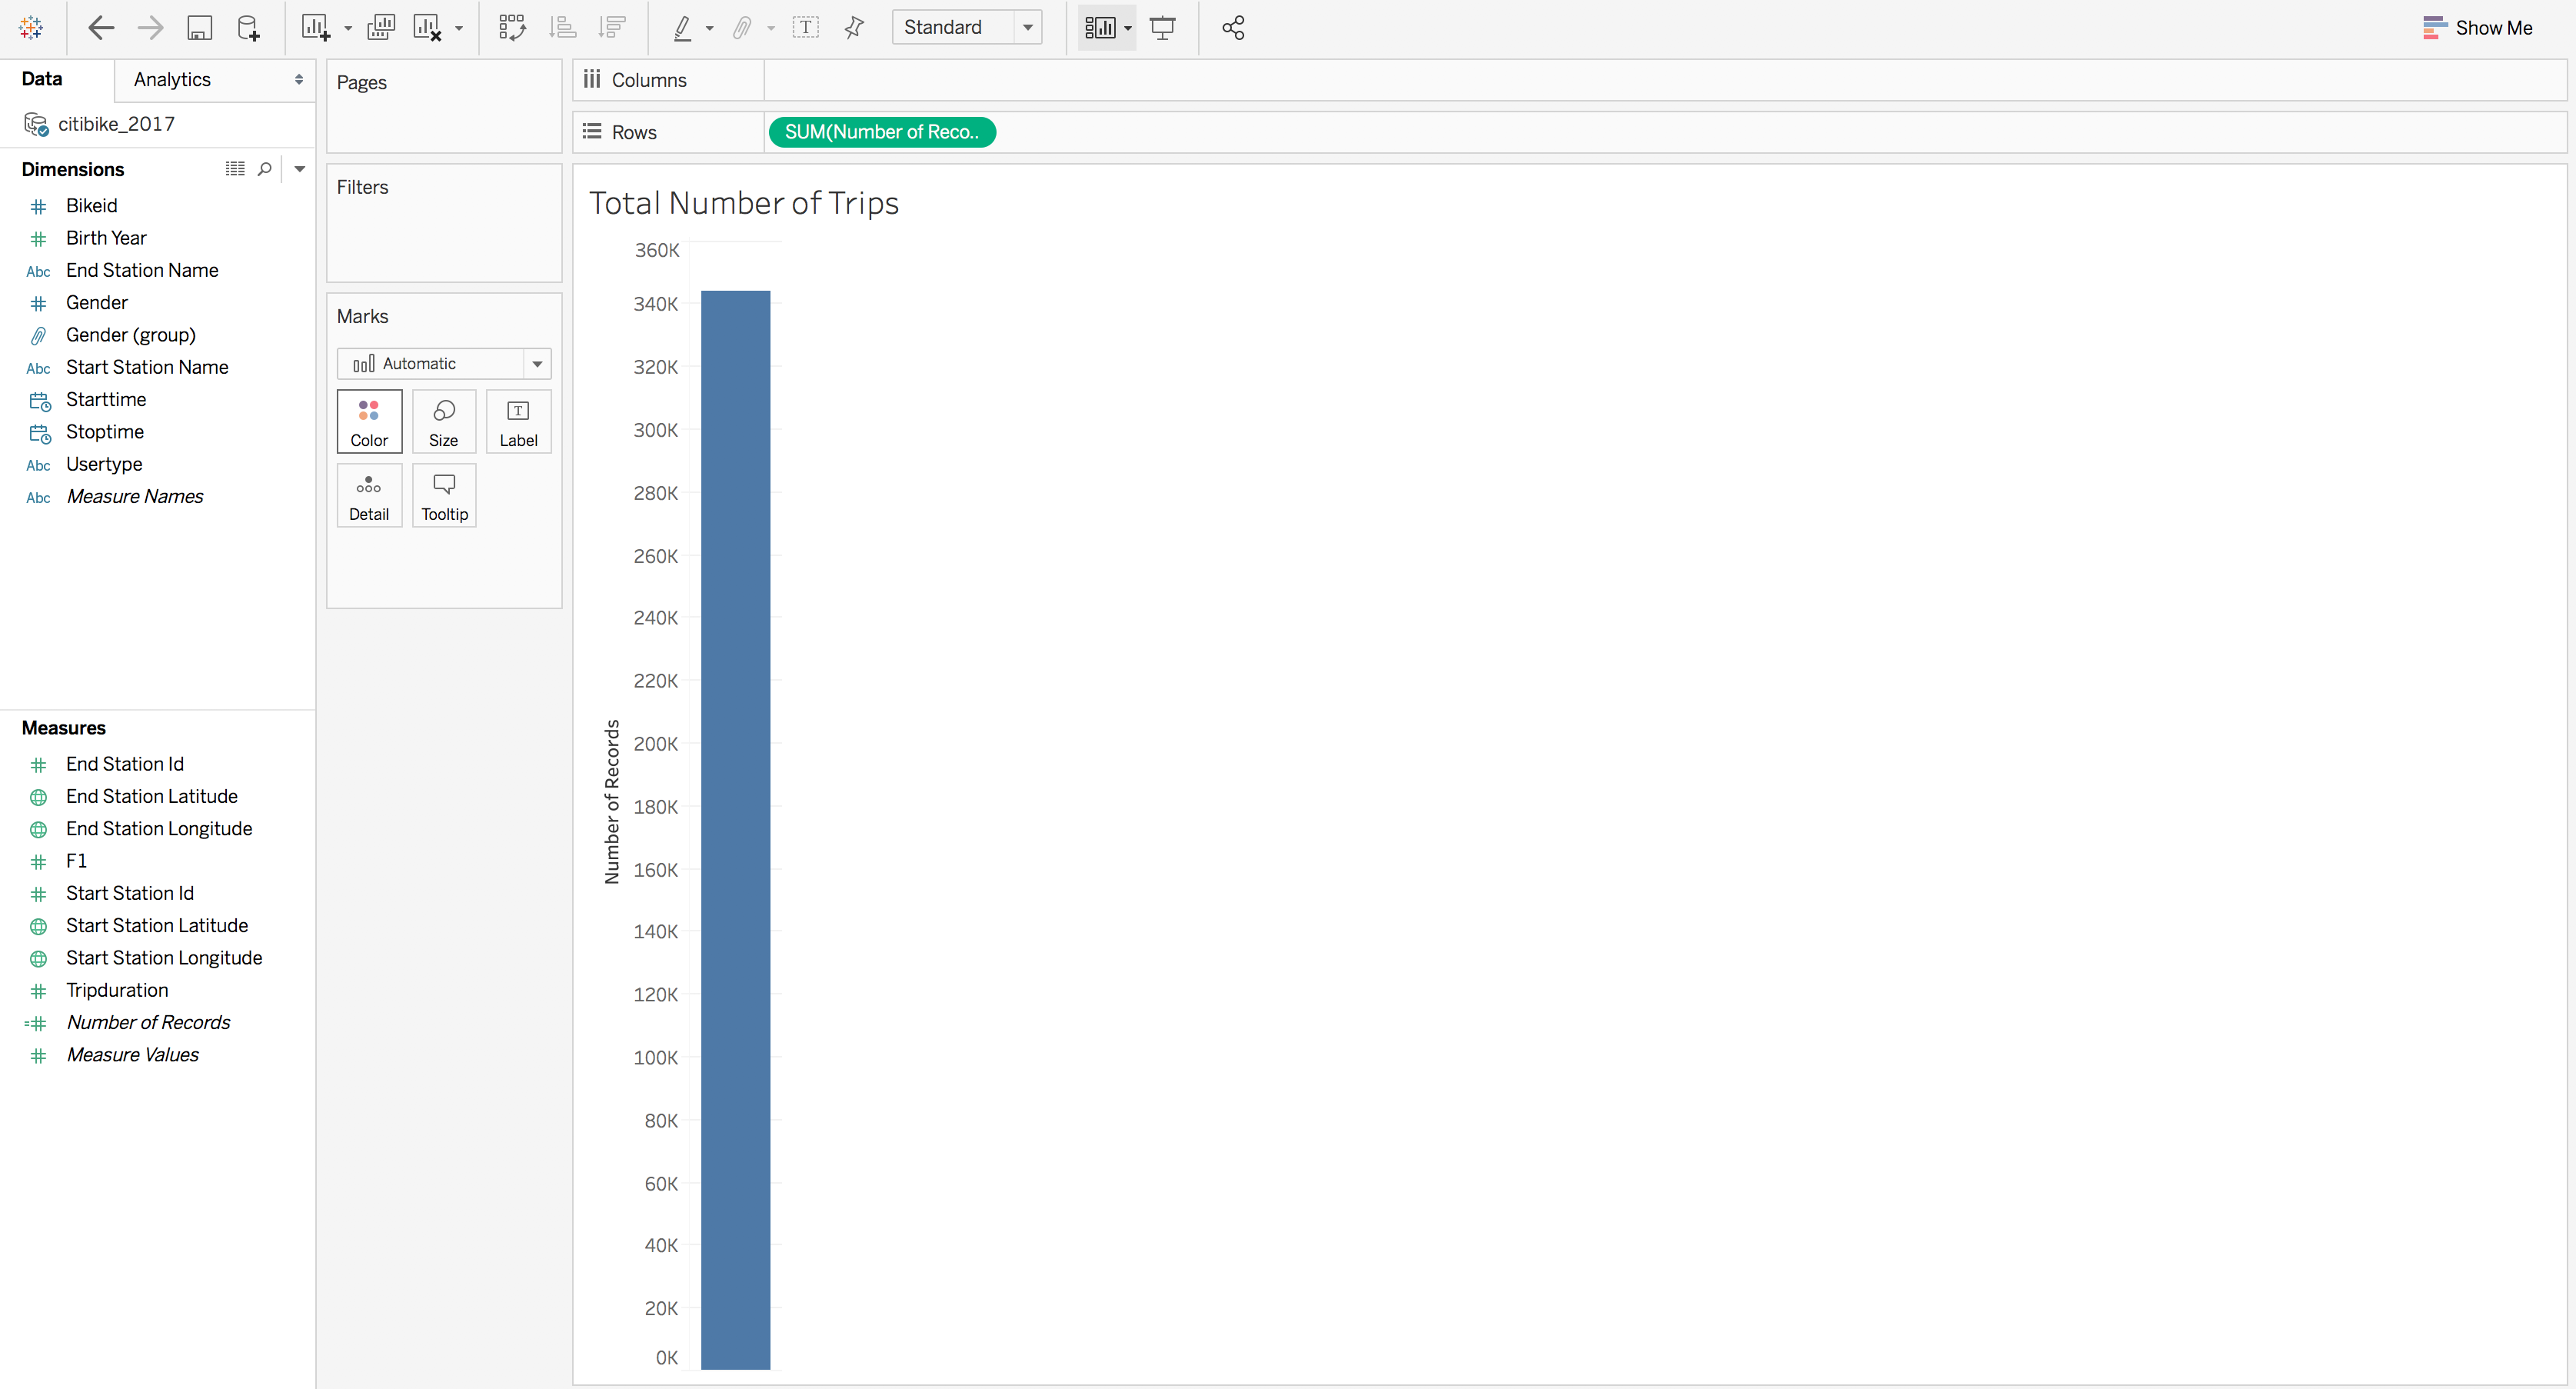 Standard
Show Me
Data
Analytics
citibike_2017
Dimensions
Bikeid
Birth Year
Abc End Station Name
Gender
Gender (group)
Abc Start Station Name
Starttime
Stoptime
Abc Usertype
Abc Measure Names
Measures
End Station Id
End Station Latitude
End Station Longitude
F1
Start Station Id
Start Station Latitude
Start Station Longitude
Tripduration
=# Number of Records
Measure Values
Pages
Filters
Marks
Automatic
Color
Size
T
Label
Detail
Tooltip
Columns
Rows
SUM(Number of Reco..
Total Number of Trips
Number of Records
360K
340K
320K
300K
280K
260K
240K
220K
200K
180K
160K
140K
120K
100K
80K
60K
40K
20K
0K